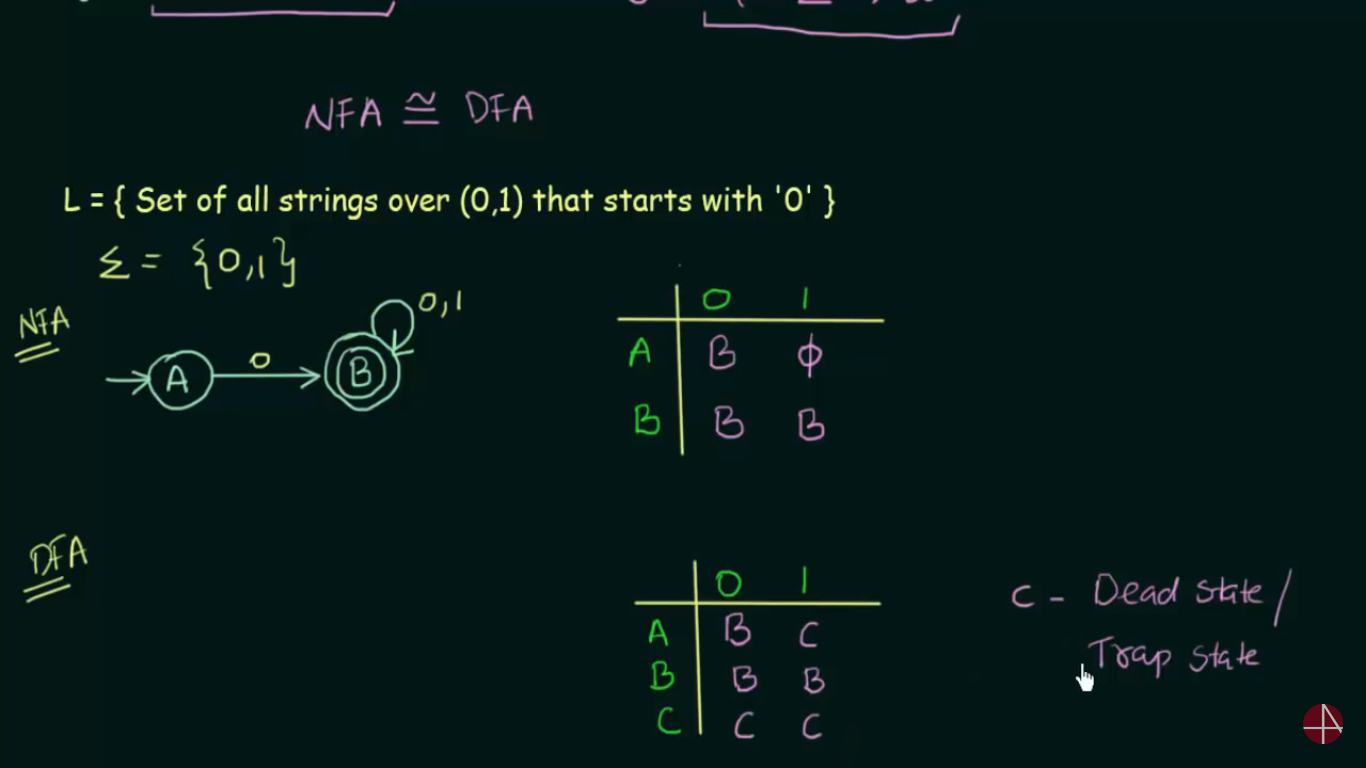 NFA ≅ DFA
L = { Set of all strings over (0,1) that starts with '0' }
Σ = {0,1}
NFA
0,1
A 0 B
0 1
A B ϕ
B B B
DFA
0 1
A B C
B B B
C C C
C - Dead state/
Trap state